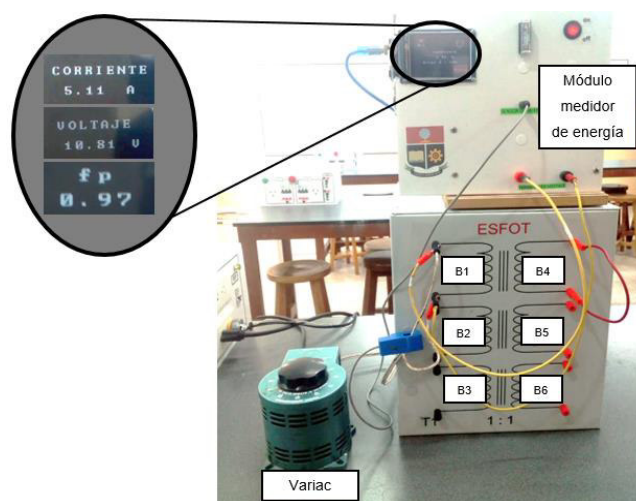 CORRIENTE
5.11 A
VOLTAJE
10.81 V
fp
0.97
Módulo
medidor
de energía
ESFOT
B1
B4
B2
B5
B3
B6
T1
1:1
Variac